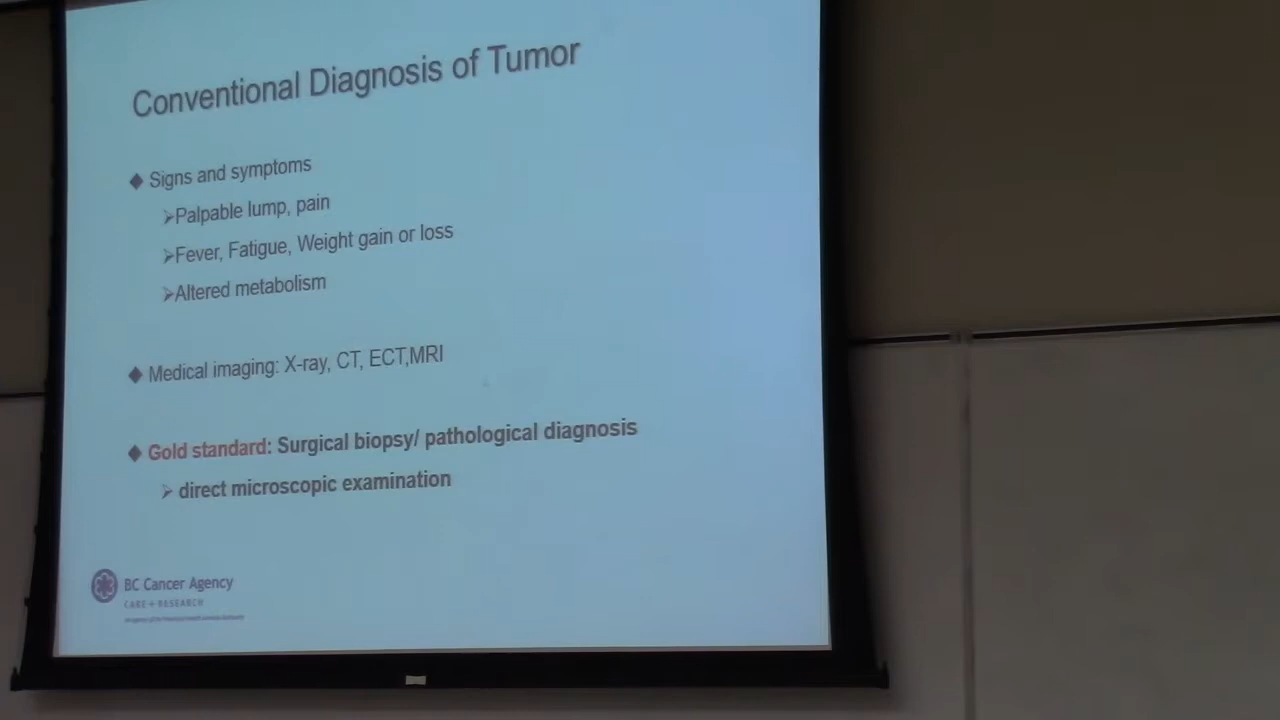 Conventional Diagnosis of Tumor
◆ Signs and symptoms
➢Palpable lump, pain
➢Fever, Fatigue, Weight gain or loss
➢Altered metabolism
◆ Medical imaging: X-ray, CT, ECT,MRI
◆ Gold standard: Surgical biopsy/ pathological diagnosis
➢ direct microscopic examination
BC Cancer Agency
CARE + RESEARCH